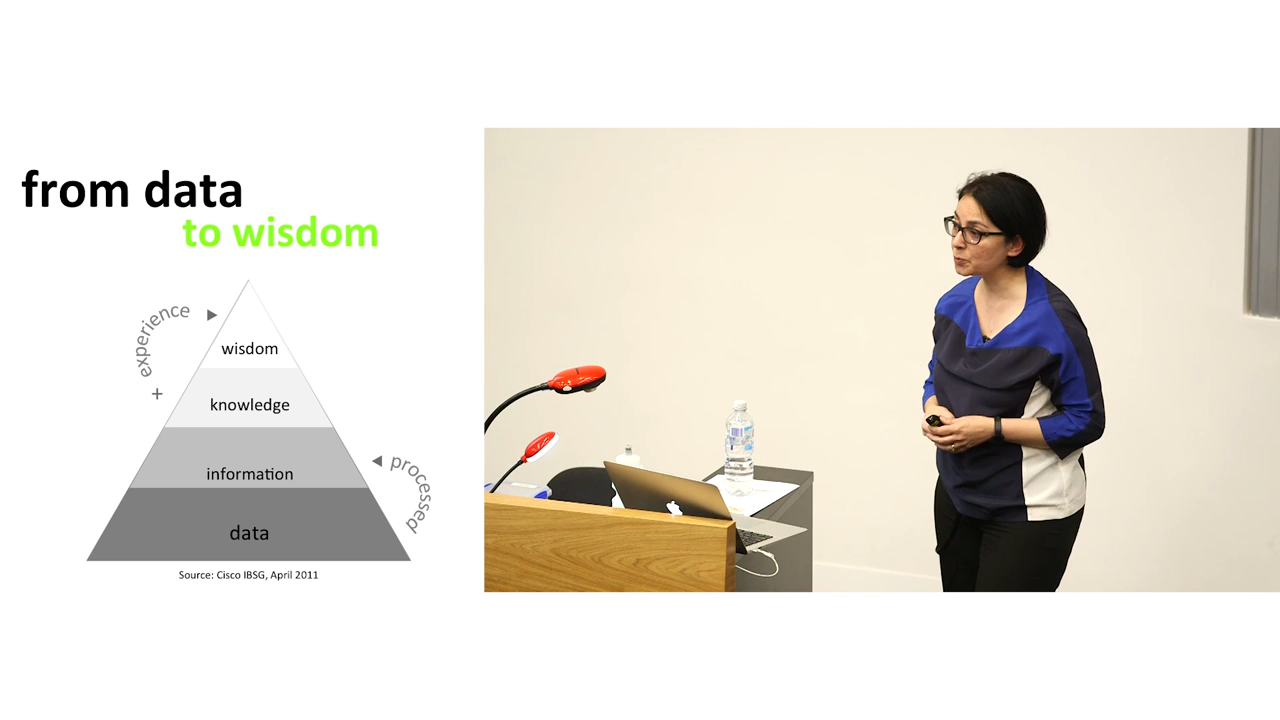 from data
to wisdom
+ experience
wisdom
knowledge
information
processed
data
Source: Cisco IBSG, April 2011